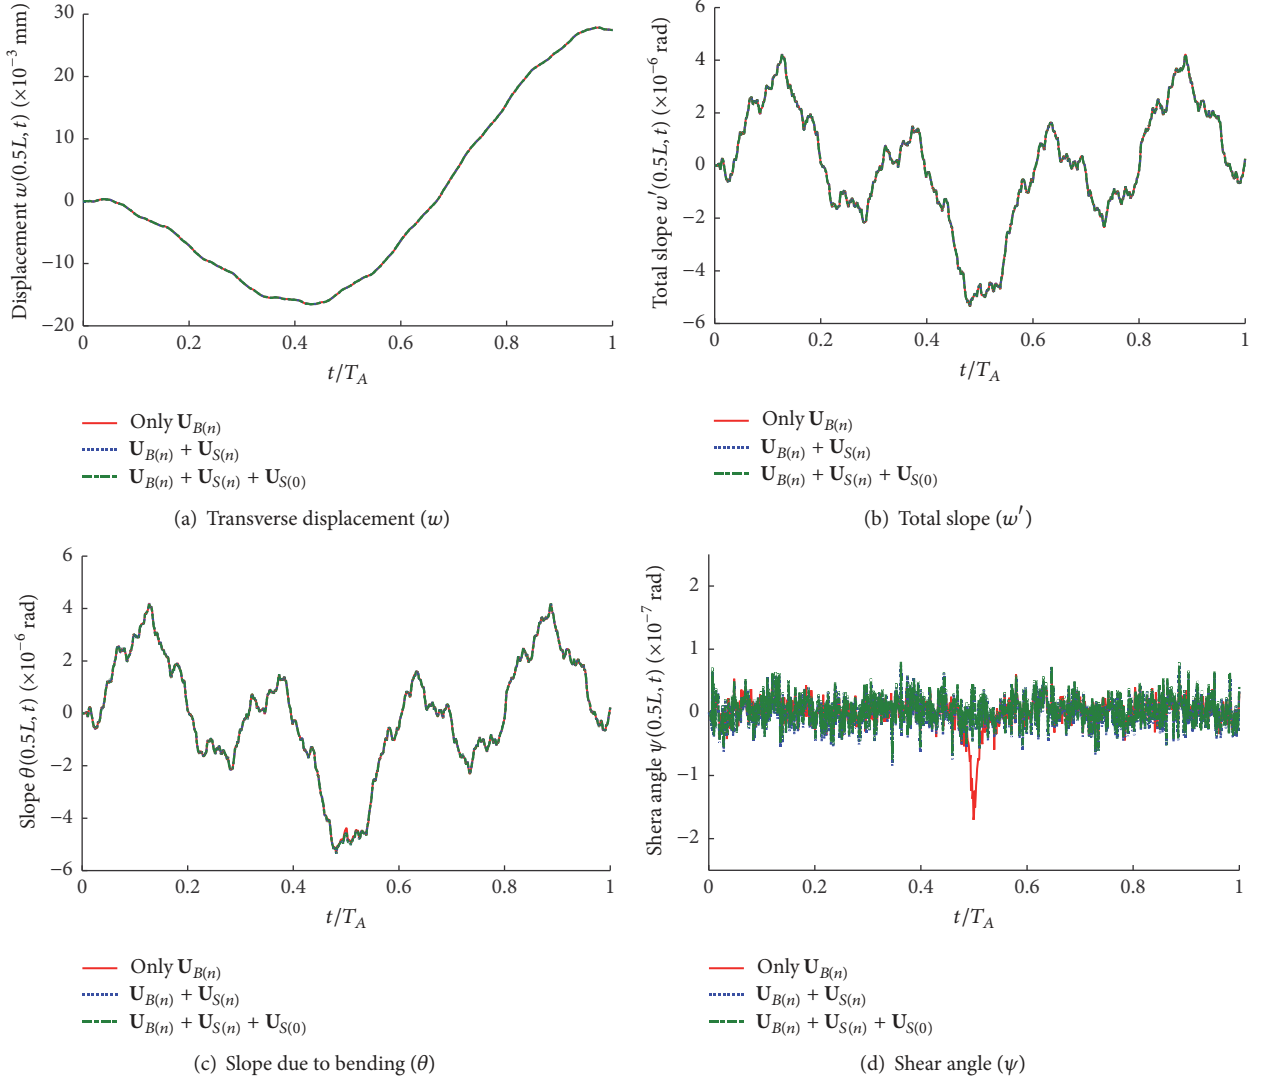 Displacement w(0.5L, t) (×10⁻³ mm)
30
20
10
0
−10
−20
0 0.2 0.4 0.6 0.8 1
t/T_A
Only U_B(n)
U_B(n) + U_S(n)
U_B(n) + U_S(n) + U_S(0)
(a) Transverse displacement (w)
Total slope w′(0.5L, t) (×10⁻⁶ rad)
6
4
2
0
−2
−4
−6
0 0.2 0.4 0.6 0.8 1
t/T_A
Only U_B(n)
U_B(n) + U_S(n)
U_B(n) + U_S(n) + U_S(0)
(b) Total slope (w′)
Slope θ(0.5L, t) (×10⁻⁶ rad)
6
4
2
0
−2
−4
−6
0 0.2 0.4 0.6 0.8 1
t/T_A
Only U_B(n)
U_B(n) + U_S(n)
U_B(n) + U_S(n) + U_S(0)
(c) Slope due to bending (θ)
Shera angle ψ(0.5L, t) (×10⁻⁷ rad)
2
1
0
−1
−2
0 0.2 0.4 0.6 0.8 1
t/T_A
Only U_B(n)
U_B(n) + U_S(n)
U_B(n) + U_S(n) + U_S(0)
(d) Shear angle (ψ)